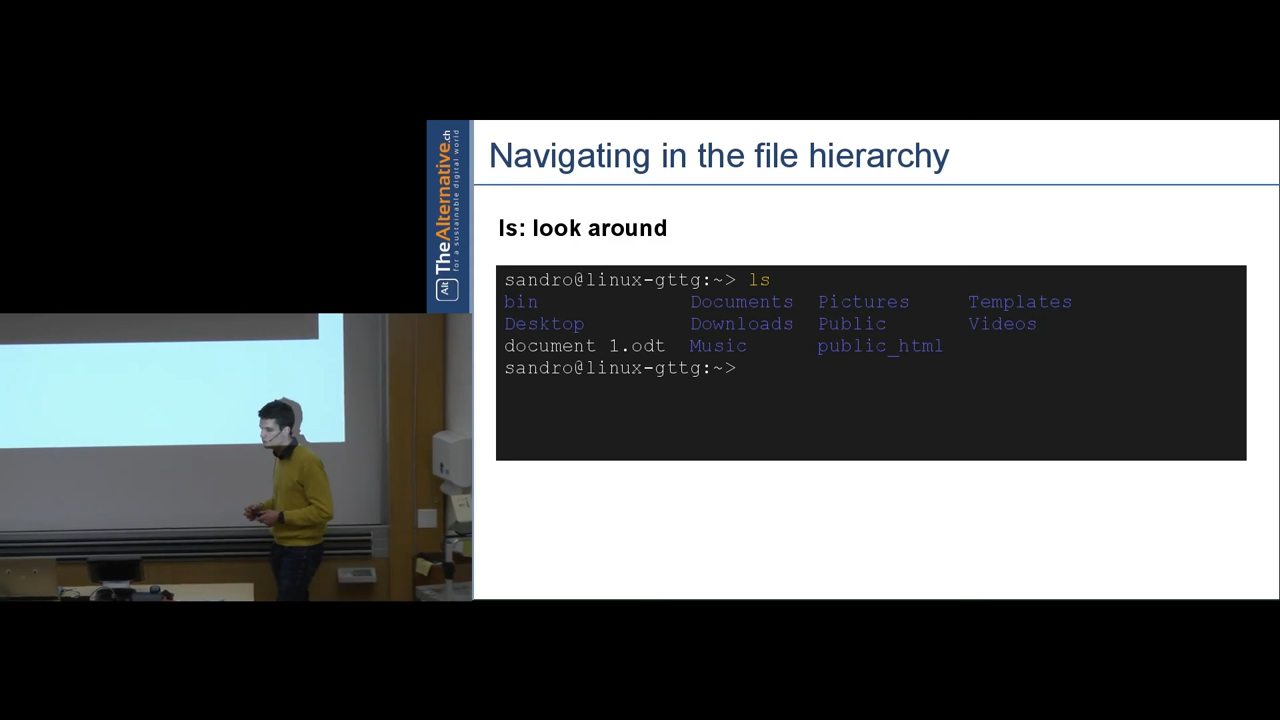 Navigating in the file hierarchy
Alt TheAlternative.ch
for a sustainable digital world
ls: look around
sandro@linux-gttg:~> ls
bin Documents Pictures Templates
Desktop Downloads Public Videos
document 1.odt Music public_html
sandro@linux-gttg:~>